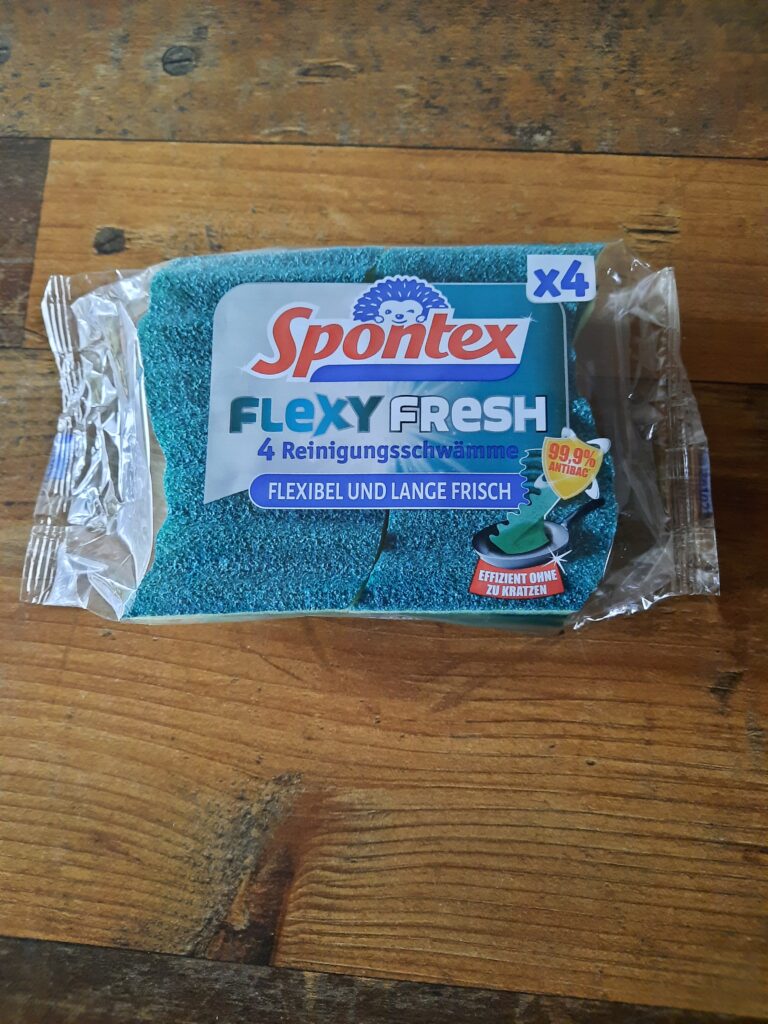 x4
Spontex
FLEXY FRESH
4 Reinigungsschwämme
FLEXIBEL UND LANGE FRISCH
99,9%
ANTIBAC
EFFIZIENT OHNE
ZU KRATZEN